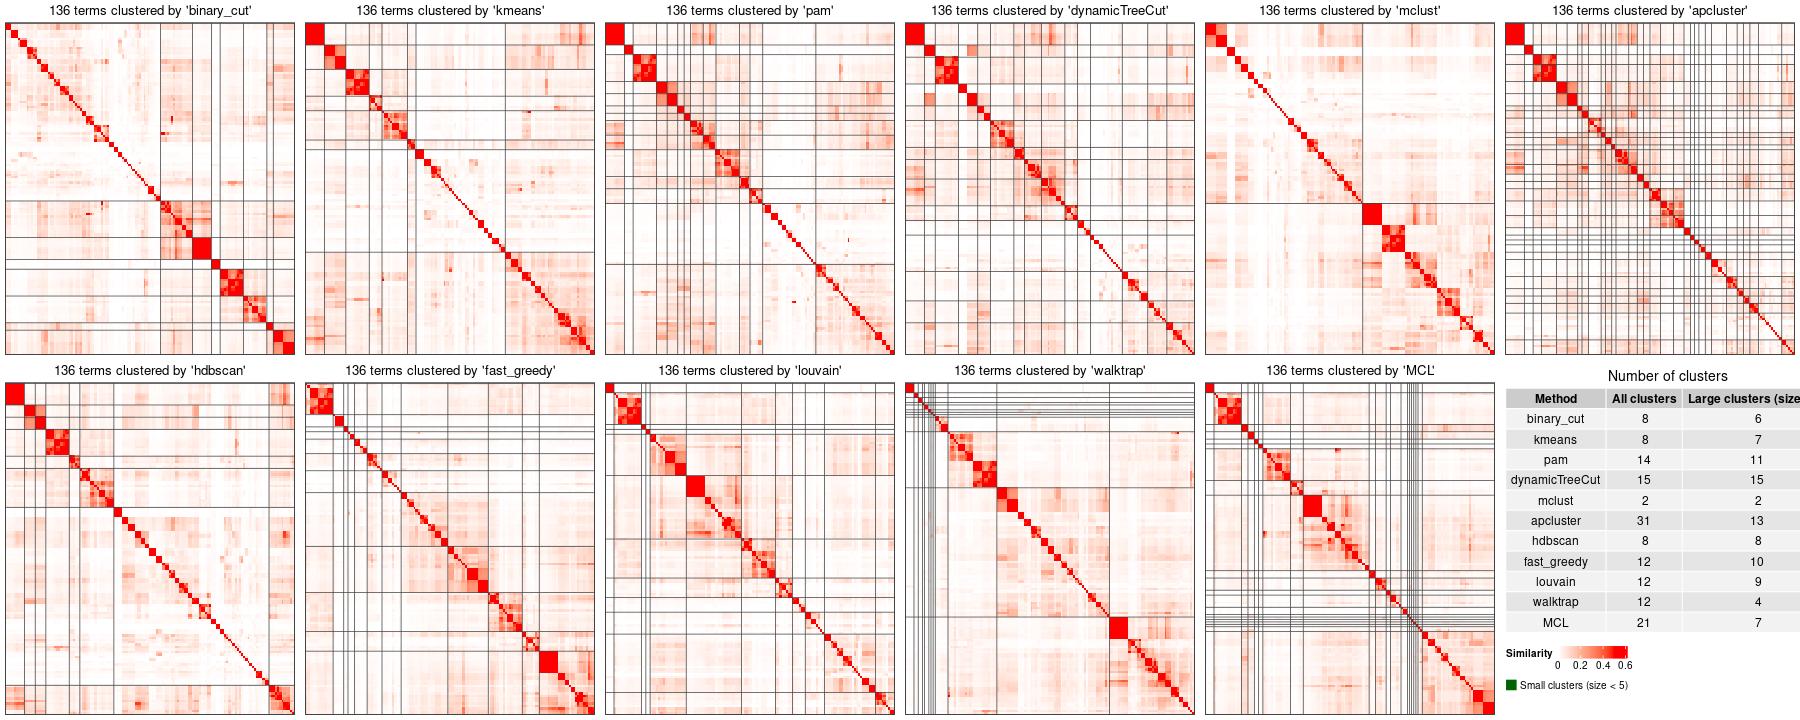 136 terms clustered by 'binary_cut'
136 terms clustered by 'kmeans'
136 terms clustered by 'pam'
136 terms clustered by 'dynamicTreeCut'
136 terms clustered by 'mclust'
136 terms clustered by 'apcluster'
136 terms clustered by 'hdbscan'
136 terms clustered by 'fast_greedy'
136 terms clustered by 'louvain'
136 terms clustered by 'walktrap'
136 terms clustered by 'MCL'
Number of clusters
Method All clusters Large clusters (size
binary_cut 8 6
kmeans 8 7
pam 14 11
dynamicTreeCut 15 15
mclust 2 2
apcluster 31 13
hdbscan 8 8
fast_greedy 12 10
louvain 12 9
walktrap 12 4
MCL 21 7
Similarity
0 0.2 0.4 0.6
Small clusters (size < 5)